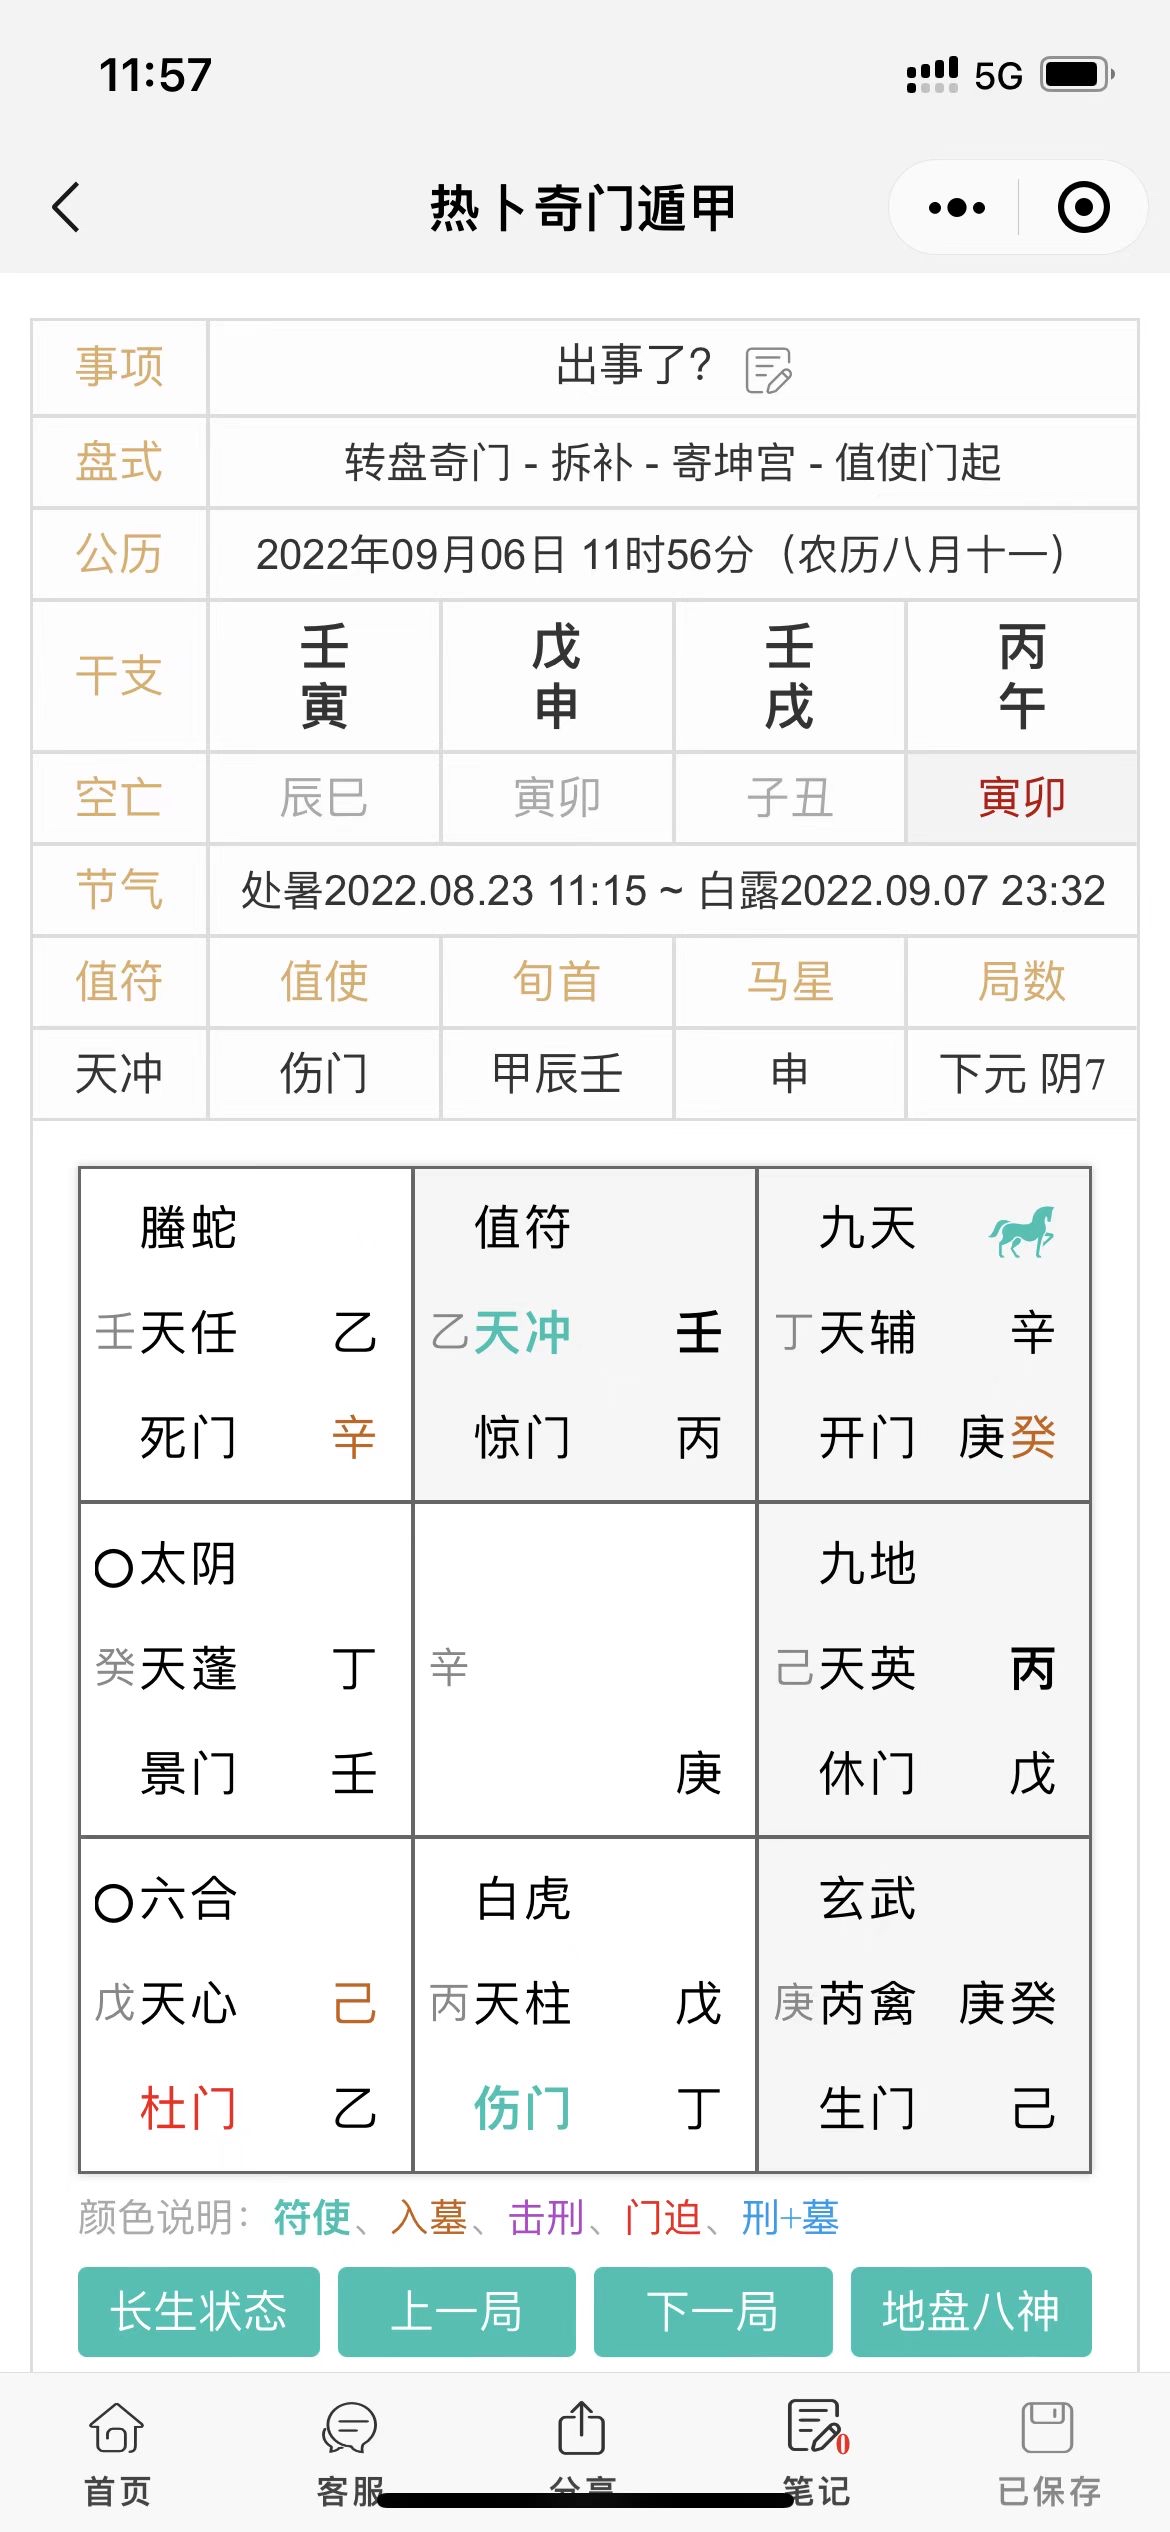 11:57
5G
热卜奇门遁甲
事项 出事了?
盘式 转盘奇门 - 拆补 - 寄坤宫 - 值使门起
公历 2022年09月06日 11时56分（农历八月十一）
干支 壬寅 戊申 壬戌 丙午
空亡 辰巳 寅卯 子丑 寅卯
节气 处暑2022.08.23 11:15 ~ 白露2022.09.07 23:32
值符 值使 旬首 马星 局数
天冲 伤门 甲辰壬 申 下元 阴7
螣蛇 值符 九天
壬天任 乙 乙天冲 壬 丁天辅 辛
死门 辛 惊门 丙 开门 庚癸
太阴 九地
癸天蓬 丁 辛 己天英 丙
景门 壬 庚 休门 戊
六合 白虎 玄武
戊天心 己 丙天柱 戊 庚芮禽 庚癸
杜门 乙 伤门 丁 生门 己
颜色说明：符使、入墓、击刑、门迫、刑+墓
长生状态 上一局 下一局 地盘八神
0
首页 客服 分享 笔记 已保存